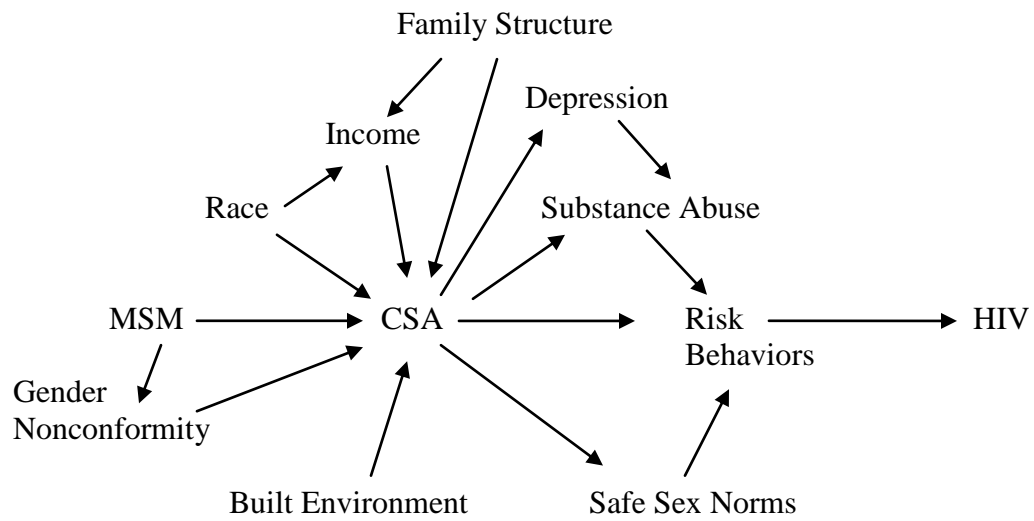 Family Structure
Depression
Income
Race
Substance Abuse
MSM
CSA
Risk
Behaviors
HIV
Gender
Nonconformity
Built Environment
Safe Sex Norms